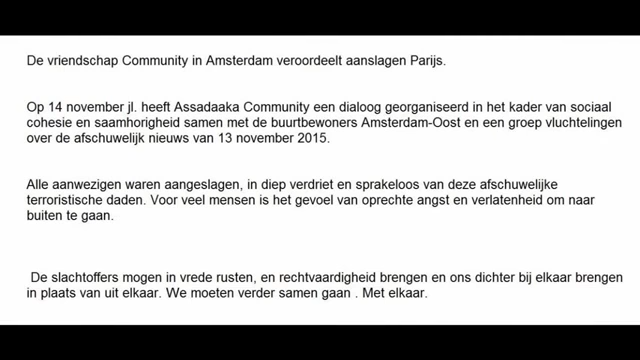 De vriendschap Community in Amsterdam veroordeelt aanslagen Parijs.
Op 14 november jl. heeft Assadaaka Community een dialoog georganiseerd in het kader van sociaal
cohesie en saamhorigheid samen met de buurtbewoners Amsterdam-Oost en een groep vluchtelingen
over de afschuwelijk nieuws van 13 november 2015.
Alle aanwezigen waren aangeslagen, in diep verdriet en sprakeloos van deze afschuwelijke
terroristische daden. Voor veel mensen is het gevoel van oprechte angst en verlatenheid om naar
buiten te gaan.
De slachtoffers mogen in vrede rusten, en rechtvaardigheid brengen en ons dichter bij elkaar brengen
in plaats van uit elkaar. We moeten verder samen gaan . Met elkaar.